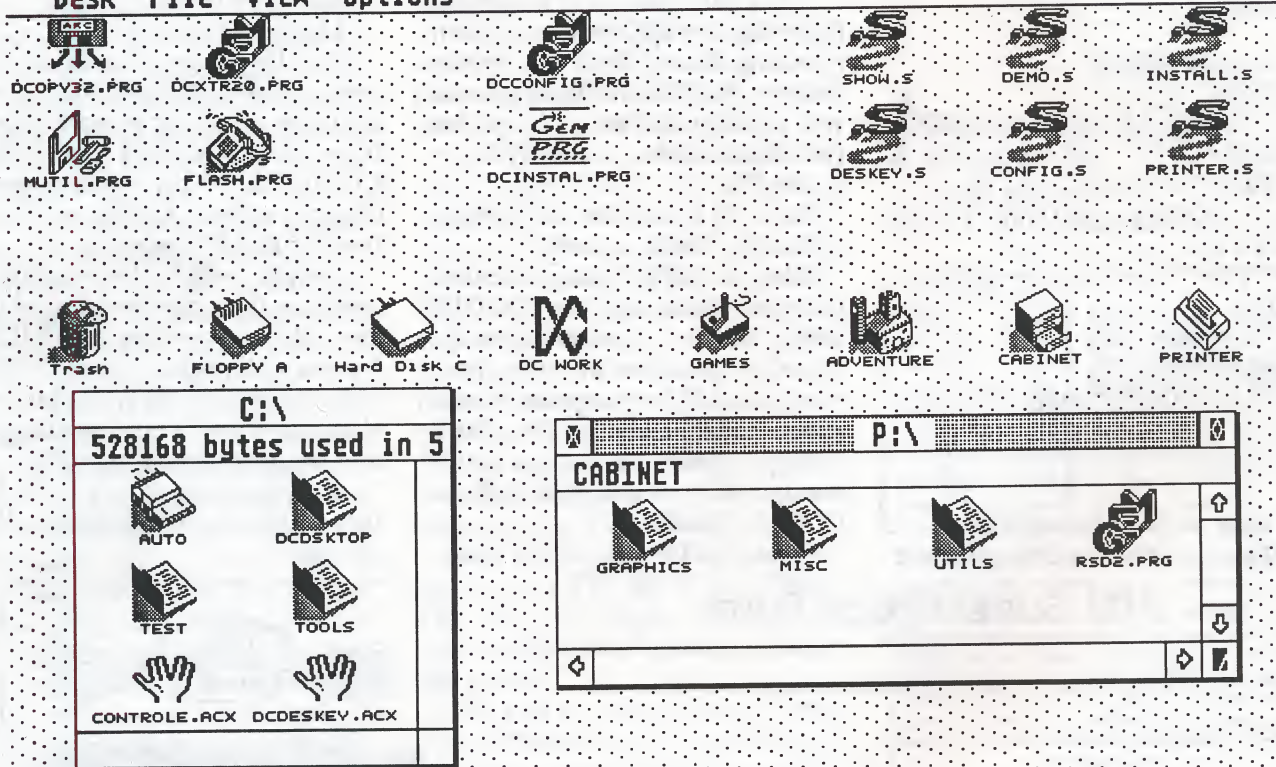 DESK FILE VIEW Options
ARC
DCOPY32.PRG DCXTR20.PRG DCCONFIG.PRG SHOW.S DEMO.S INSTALL.S
GEM
PRG
MUTIL.PRG FLASH.PRG DCINSTAL.PRG DESKEY.S CONFIG.S PRINTER.S
Trash FLOPPY A Hard Disk C DC WORK GAMES ADVENTURE CABINET PRINTER
C:\
528168 bytes used in 5
AUTO DCDSKTOP
TEST TOOLS
CONTROLE.ACX DCDESKEY.ACX
P:\
CABINET
GRAPHICS MISC UTILS RSD2.PRG